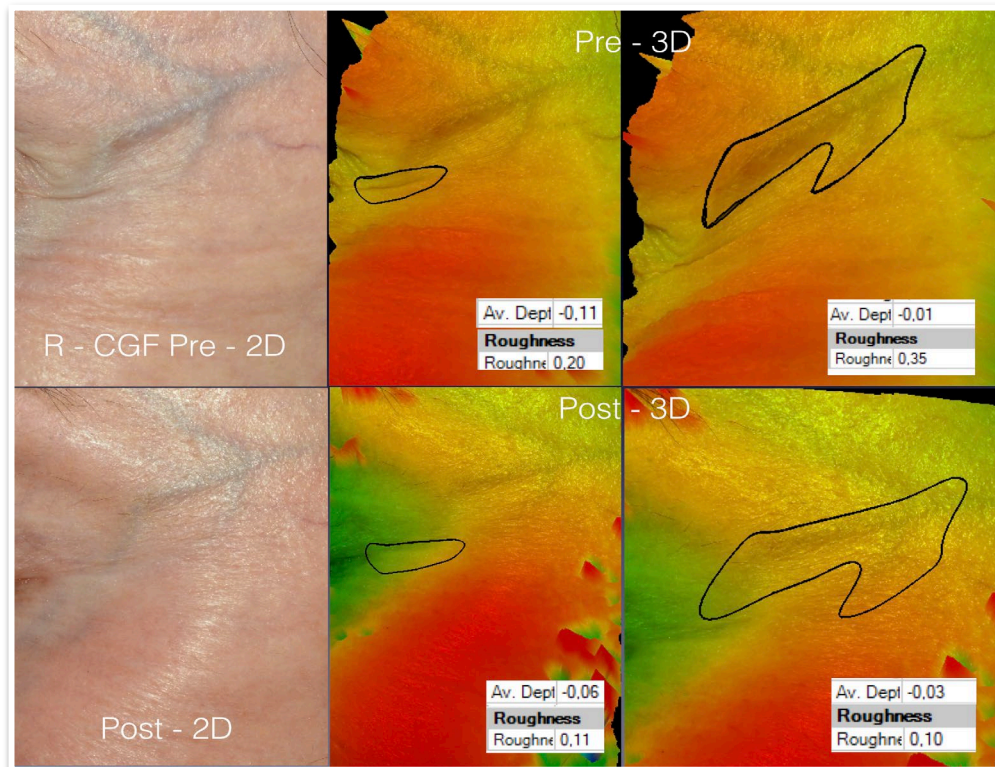 Pre - 3D
R - CGF Pre - 2D
Av. Dept -0,11
Roughness
Roughne 0,20
Av. Dept -0,01
Roughness
Roughne 0,35
Post - 3D
Post - 2D
Av. Dept -0,06
Roughness
Roughne 0,11
Av. Dept -0,03
Roughness
Roughne 0,10